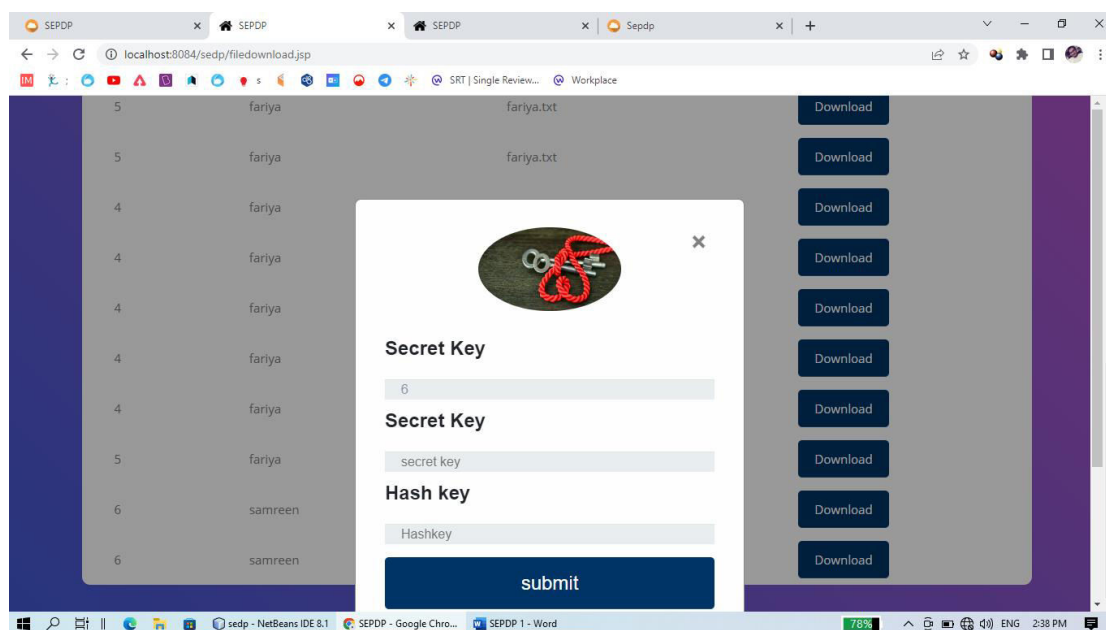 SEPDP SEPDP SEPDP Sepdp
localhost:8084/sedp/filedownload.jsp
SRT | Single Review... Workplace
5 fariya fariya.txt Download
5 fariya fariya.txt Download
4 fariya Download
4 fariya Download
4 fariya Download
4 fariya Download
4 fariya Download
5 fariya Download
6 samreen Download
6 samreen Download
Secret Key
6
Secret Key
secret key
Hash key
Hashkey
submit
sedp - NetBeans IDE 8.1 SEPDP - Google Chro... SEPDP 1 - Word 78% ENG 2:38 PM